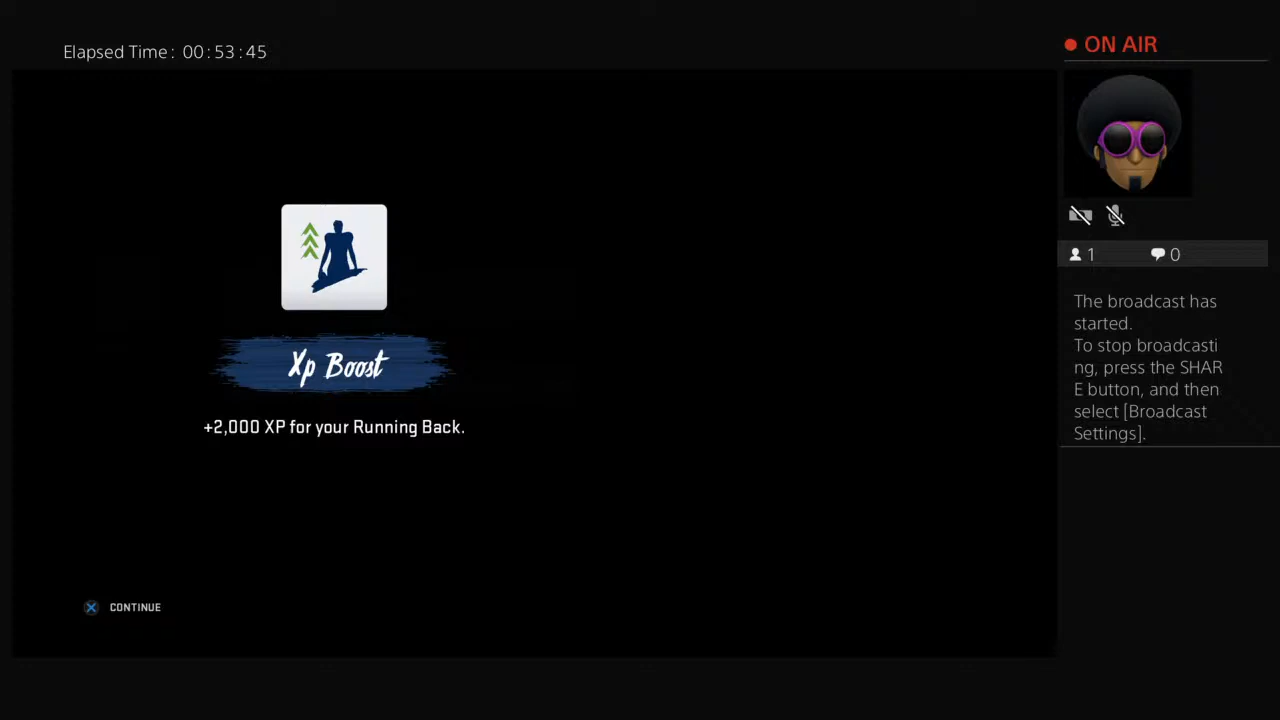 Elapsed Time: 00:53:45
ON AIR
1 0
The broadcast has
started.
To stop broadcasti
ng, press the SHAR
E button, and then
select [Broadcast
Settings].
Xp Boost
+2,000 XP for your Running Back.
CONTINUE